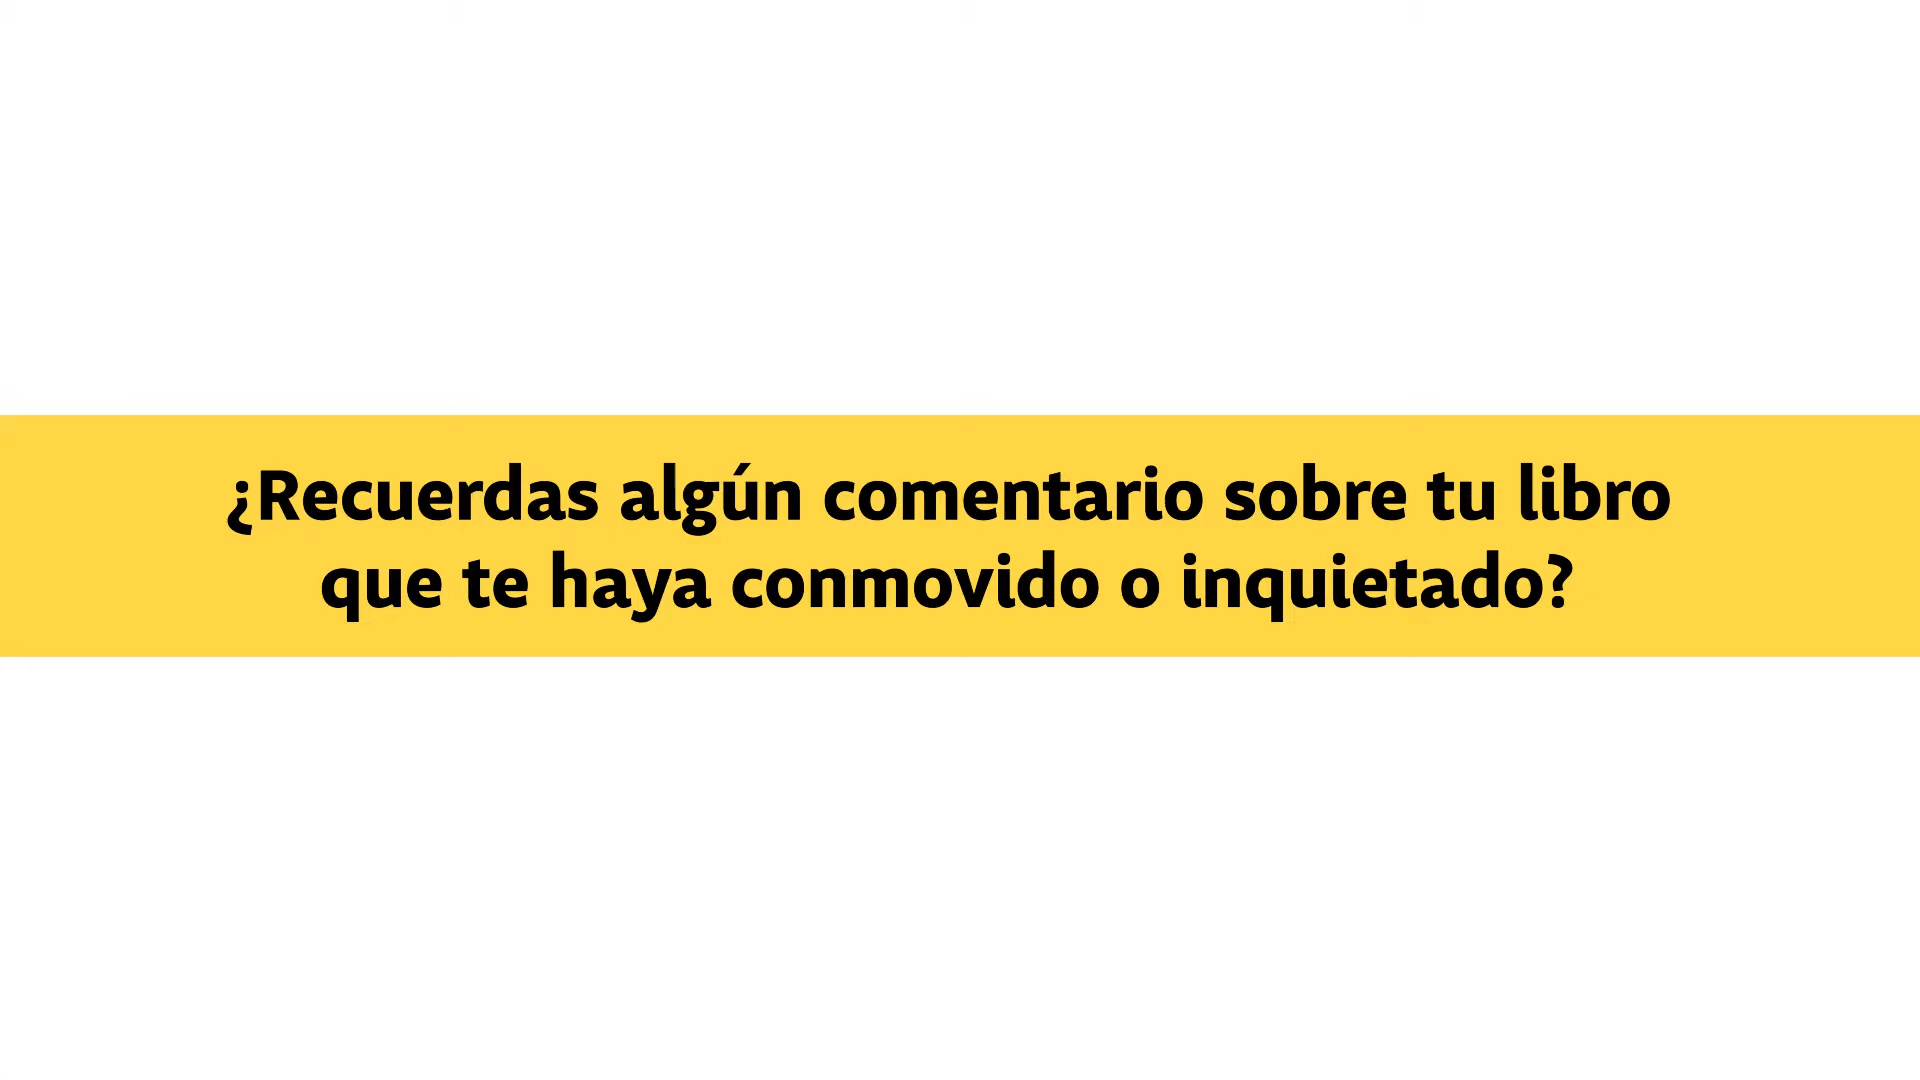 ¿Recuerdas algún comentario sobre tu libro
que te haya conmovido o inquietado?